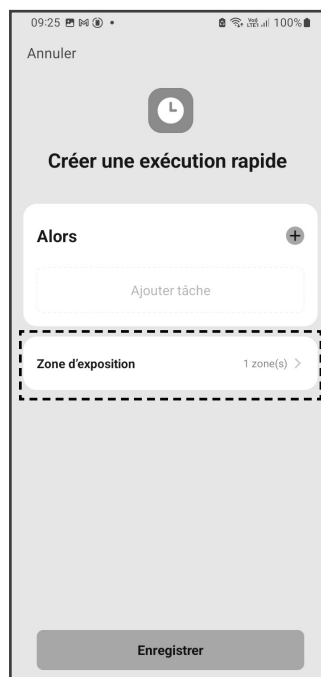 09:25 100%
Annuler
Créer une exécution rapide
Alors
Ajouter tâche
Zone d'exposition 1 zone(s) >
Enregistrer